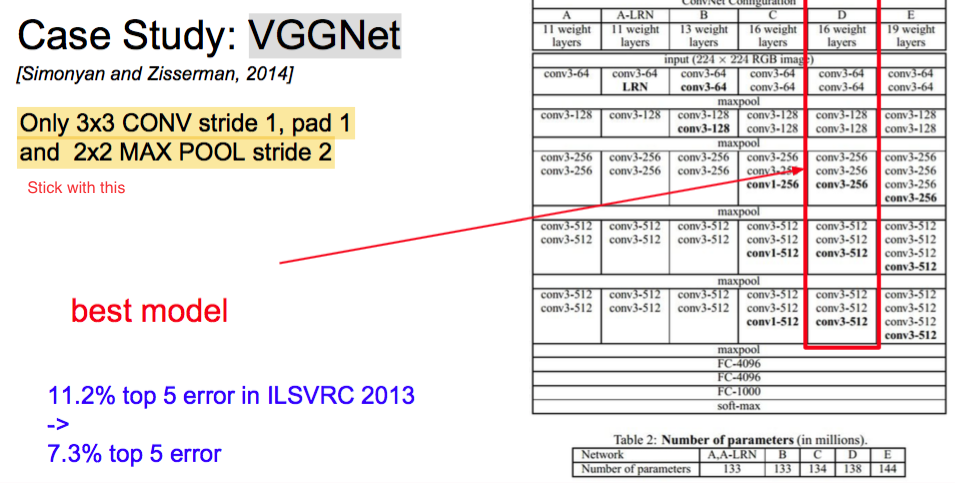 Case Study: VGGNet
[Simonyan and Zisserman, 2014]
Only 3x3 CONV stride 1, pad 1
and 2x2 MAX POOL stride 2
Stick with this
best model
11.2% top 5 error in ILSVRC 2013
->
7.3% top 5 error
ConvNet Configuration
A A-LRN B C D E
11 weight layers 11 weight layers 13 weight layers 16 weight layers 16 weight layers 19 weight layers
input (224 × 224 RGB image)
conv3-64 conv3-64 conv3-64 conv3-64 conv3-64 conv3-64
LRN conv3-64 conv3-64 conv3-64 conv3-64
maxpool
conv3-128 conv3-128 conv3-128 conv3-128 conv3-128 conv3-128
conv3-128 conv3-128 conv3-128 conv3-128
maxpool
conv3-256 conv3-256 conv3-256 conv3-256 conv3-256 conv3-256
conv3-256 conv3-256 conv3-256 conv3-256 conv3-256 conv3-256
conv1-256 conv3-256 conv3-256
conv3-256
maxpool
conv3-512 conv3-512 conv3-512 conv3-512 conv3-512 conv3-512
conv3-512 conv3-512 conv3-512 conv3-512 conv3-512 conv3-512
conv1-512 conv3-512 conv3-512
conv3-512
maxpool
conv3-512 conv3-512 conv3-512 conv3-512 conv3-512 conv3-512
conv3-512 conv3-512 conv3-512 conv3-512 conv3-512 conv3-512
conv1-512 conv3-512 conv3-512
conv3-512
maxpool
FC-4096
FC-4096
FC-1000
soft-max
Table 2: Number of parameters (in millions).
Network A,A-LRN B C D E
Number of parameters 133 133 134 138 144